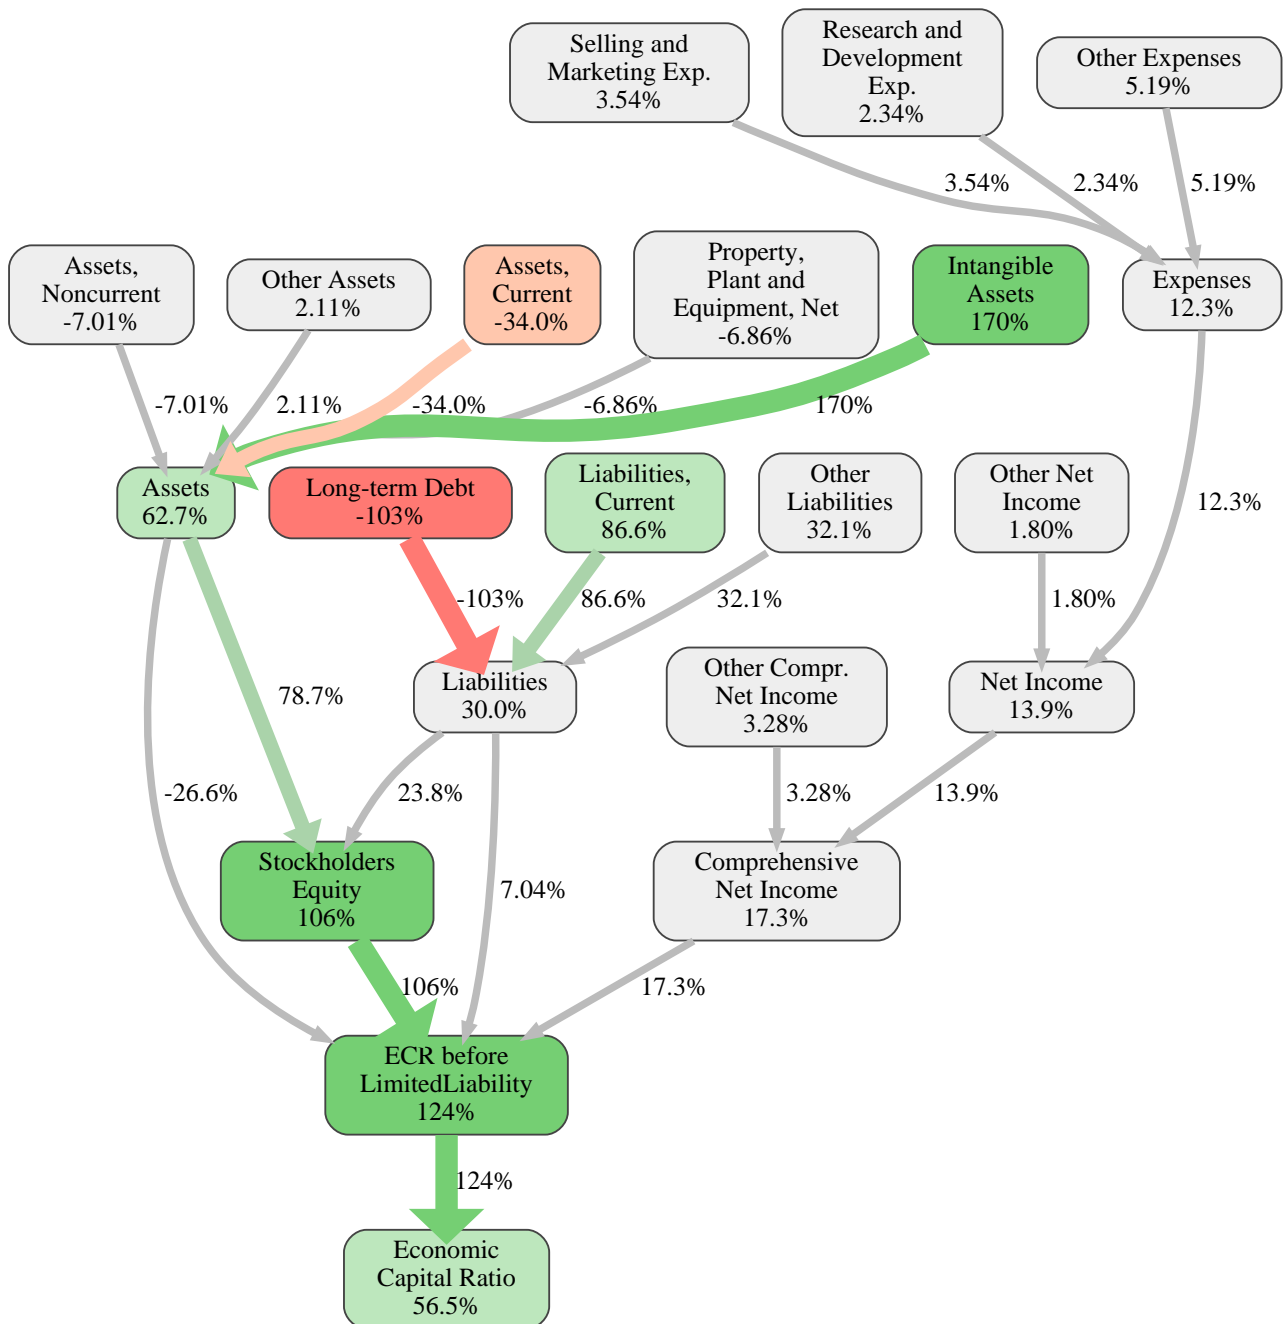 Selling and
Marketing Exp.
3.54%
Research and
Development
Exp.
2.34%
Other Expenses
5.19%
3.54%
2.34%
5.19%
Assets,
Noncurrent
-7.01%
Other Assets
2.11%
Assets,
Current
-34.0%
Property,
Plant and
Equipment, Net
-6.86%
Intangible
Assets
170%
Expenses
12.3%
-7.01%
2.11%
-34.0%
-6.86%
170%
Assets
62.7%
Long-term Debt
-103%
Liabilities,
Current
86.6%
Other
Liabilities
32.1%
Other Net
Income
1.80%
12.3%
-103%
86.6%
32.1%
1.80%
78.7%
Liabilities
30.0%
Other Compr.
Net Income
3.28%
Net Income
13.9%
-26.6%
23.8%
3.28%
13.9%
Stockholders
Equity
106%
7.04%
Comprehensive
Net Income
17.3%
106%
17.3%
ECR before
LimitedLiability
124%
124%
Economic
Capital Ratio
56.5%